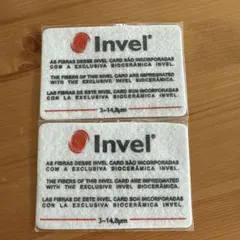 Invel®
AS FIBRAS DESSE INVEL CARD SÃO INCORPORADAS
COM A EXCLUSIVA BIOCERÂMICA INVEL.
THE FIBERS OF THIS INVEL CARD ARE IMPREGNATED
WITH THE EXCLUSIVE BIOCERAMIC INVEL.
LAS FIBRAS DE ESTE INVEL CARD SON INCORPORADAS
CON LA EXCLUSIVA BIOCERÁMICA INVEL.
3~14,8µm
Invel®
AS FIBRAS DESSE INVEL CARD SÃO INCORPORADAS
COM A EXCLUSIVA BIOCERÂMICA INVEL.
THE FIBERS OF THIS INVEL CARD ARE IMPREGNATED
WITH THE EXCLUSIVE BIOCERAMIC INVEL.
LAS FIBRAS DE ESTE INVEL CARD SON INCORPORADAS
CON LA EXCLUSIVA BIOCERÁMICA INVEL.
3~14,8µm